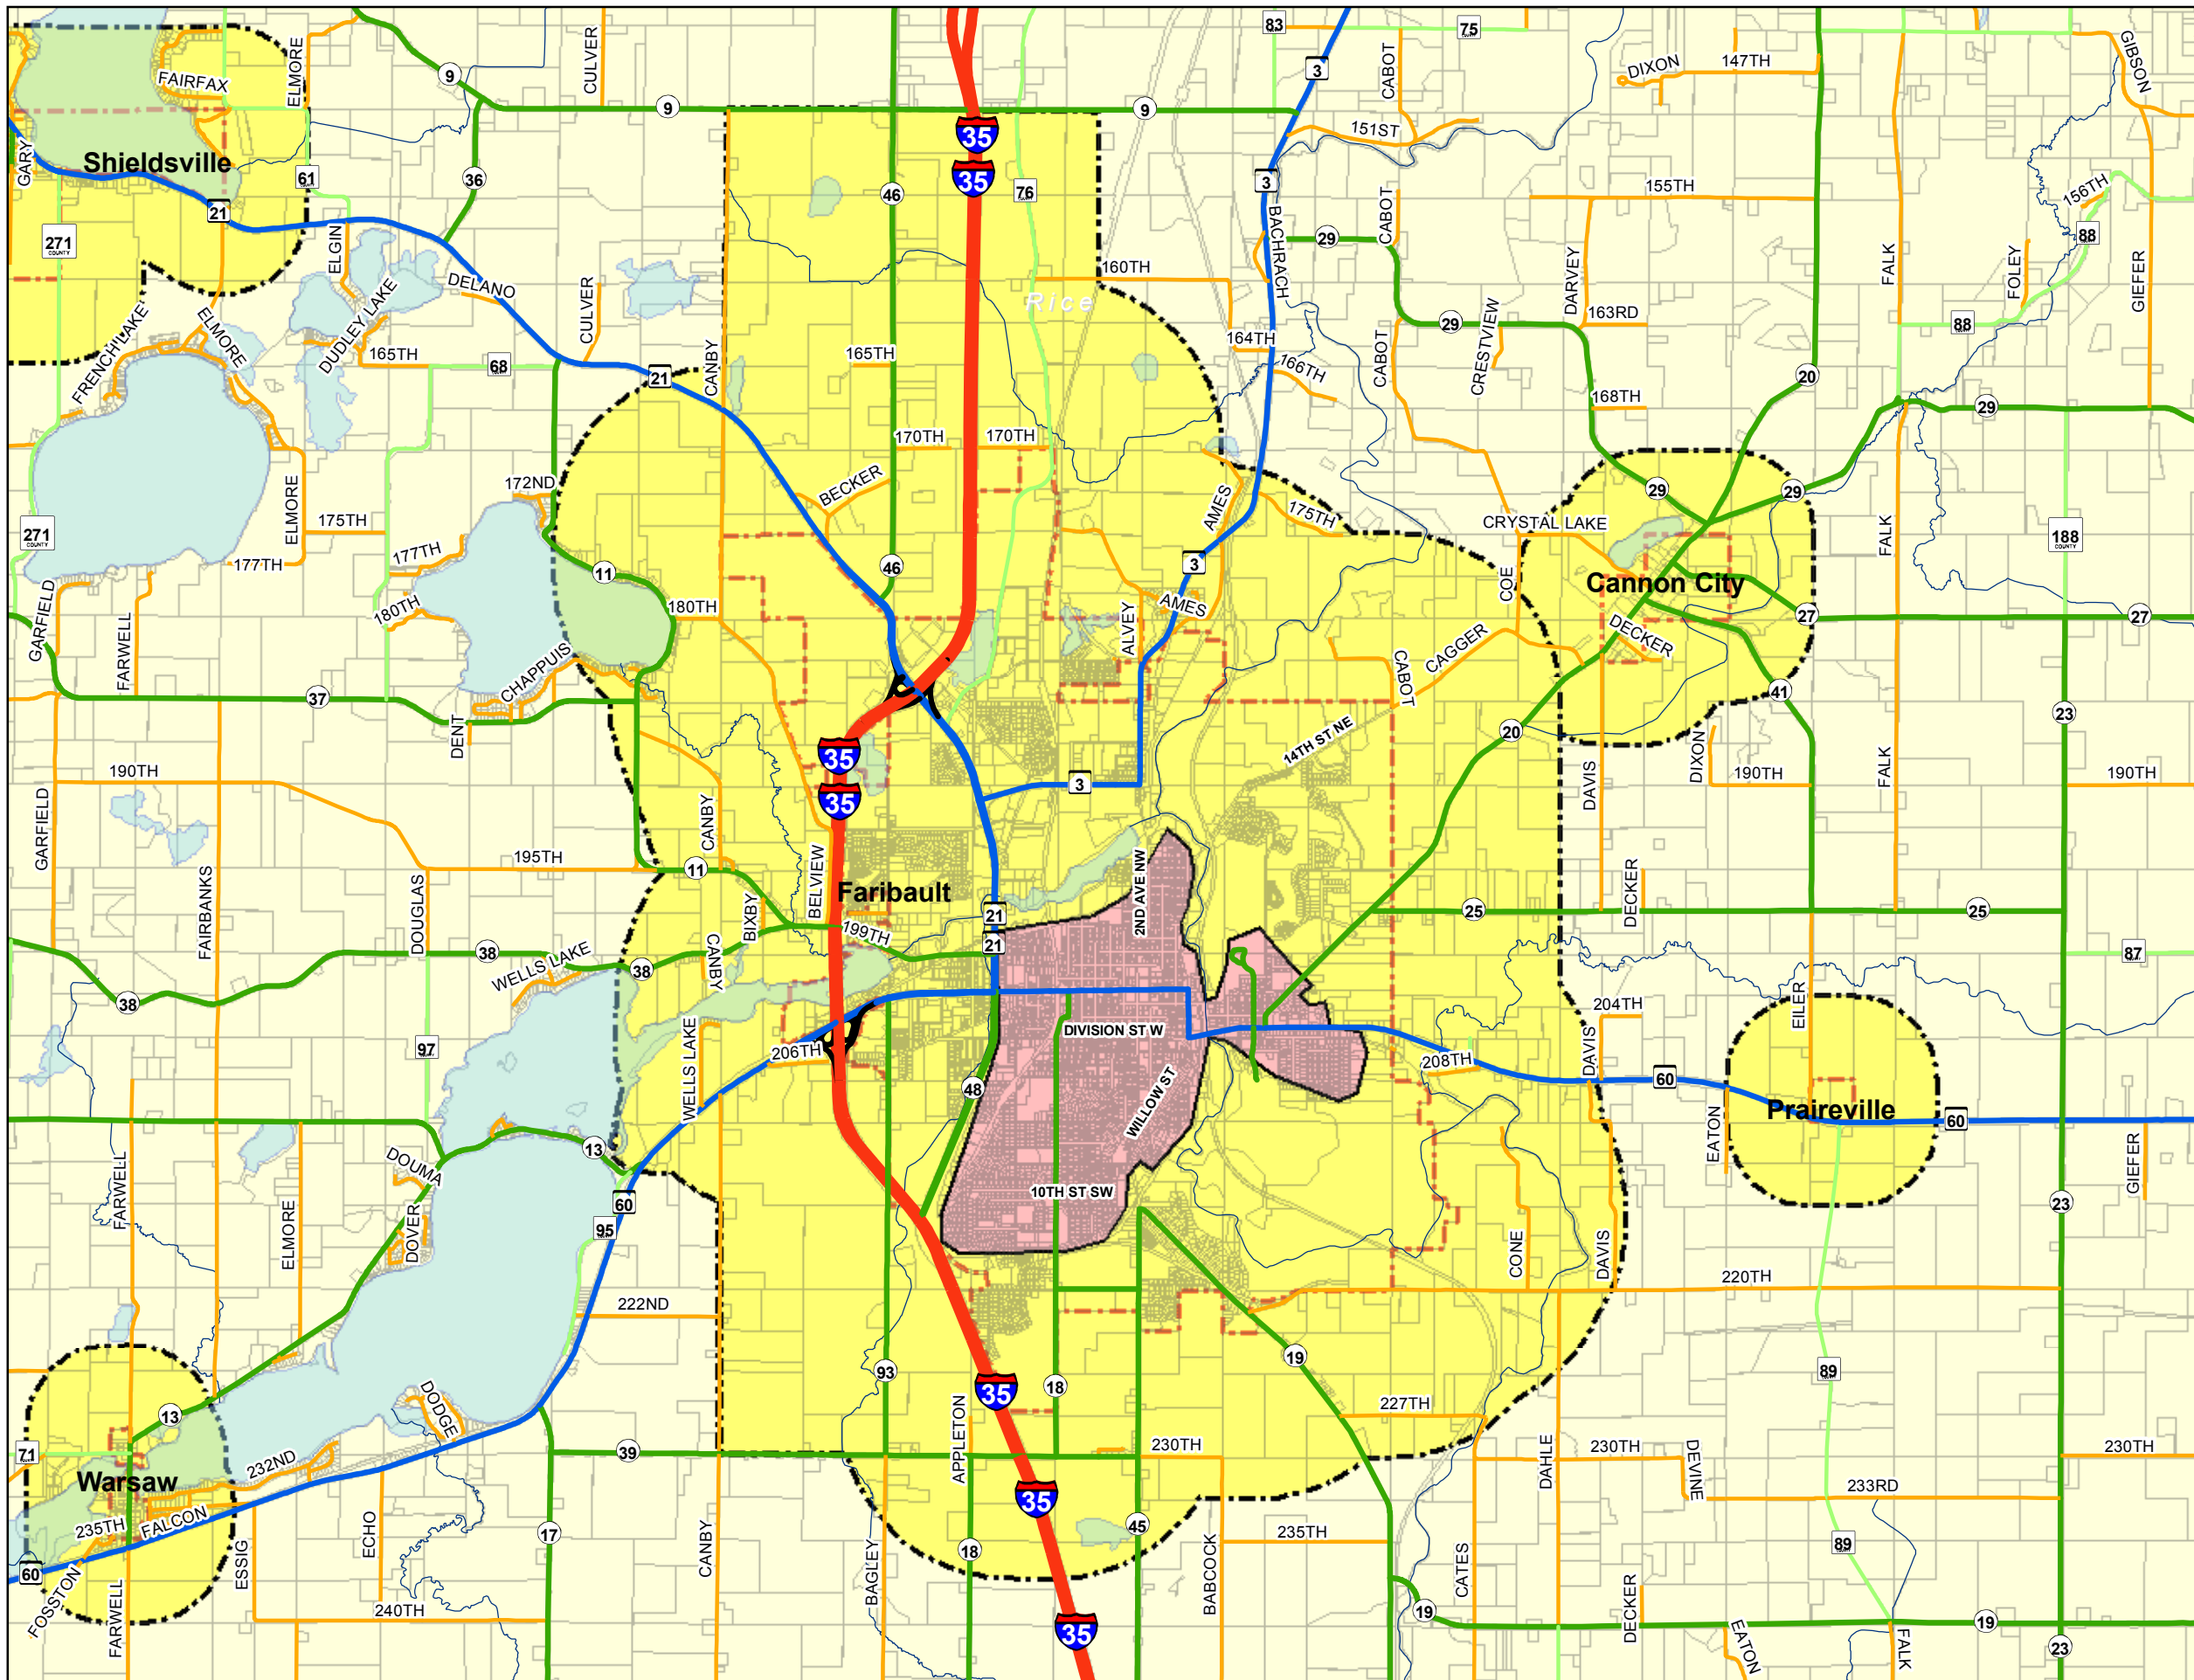 83
75
CULVER
ELMORE
GIBSON
FAIRFAX
9
3
CABOT
DIXON
147TH
9
9
151ST
35
35
Shieldsville
GARY
61
36
46
76
3
155TH
156TH
21
271
COUNTY
ELGIN
BACHRACH
29
CABOT
DARVEY
FALK
FOLEY
88
GIEFER
DELANO
CULVER
160TH
Rice
FRENCH LAKE
ELMORE
DUDLEY LAKE
165TH
68
21
CANBY
165TH
164TH
166TH
CABOT
29
CRESTVIEW
163RD
88
168TH
20
29
170TH
170TH
BECKER
172ND
175TH
ELMORE
271
COUNTY
177TH
177TH
AMES
175TH
29
29
CRYSTAL LAKE
FALK
188
COUNTY
11
46
3
COE
Cannon City
180TH
180TH
AMES
ALVEY
27
27
DECKER
GARFIELD
FARWELL
CHAPPUIS
CAGGER
CABOT
41
37
DENT
20
23
14TH ST NE
35
35
DIXON
FALK
190TH
190TH
190TH
DAVIS
3
GARFIELD
CANBY
195TH
11
BELVIEW
Faribault
2ND AVE NW
DECKER
FAIRBANKS
DOUGLAS
BIXBY
21
25
25
199TH
21
38
WELLS LAKE
38
CANBY
87
38
204TH
EILER
DIVISION ST W
97
WELLS LAKE
206TH
208TH
DAVIS
60
48
Praireville
60
WILLOW ST
EATON
13
DOUMA
FARWELL
GIEFER
10TH ST SW
60
95
23
ELMORE
DOVER
CONE
DAVIS
220TH
222ND
19
93
18
35
89
DODGE
APPLETON
227TH
13
71
39
230TH
DAHLE
230TH
DEVINE
230TH
Warsaw
232ND
233RD
35
FALCON
235TH
ECHO
17
CANBY
45
BABCOCK
235TH
89
60
ESSIG
18
BAGLEY
CATES
FOSSTON
FARWELL
240TH
35
19
DECKER
19
EATON
FALK
23